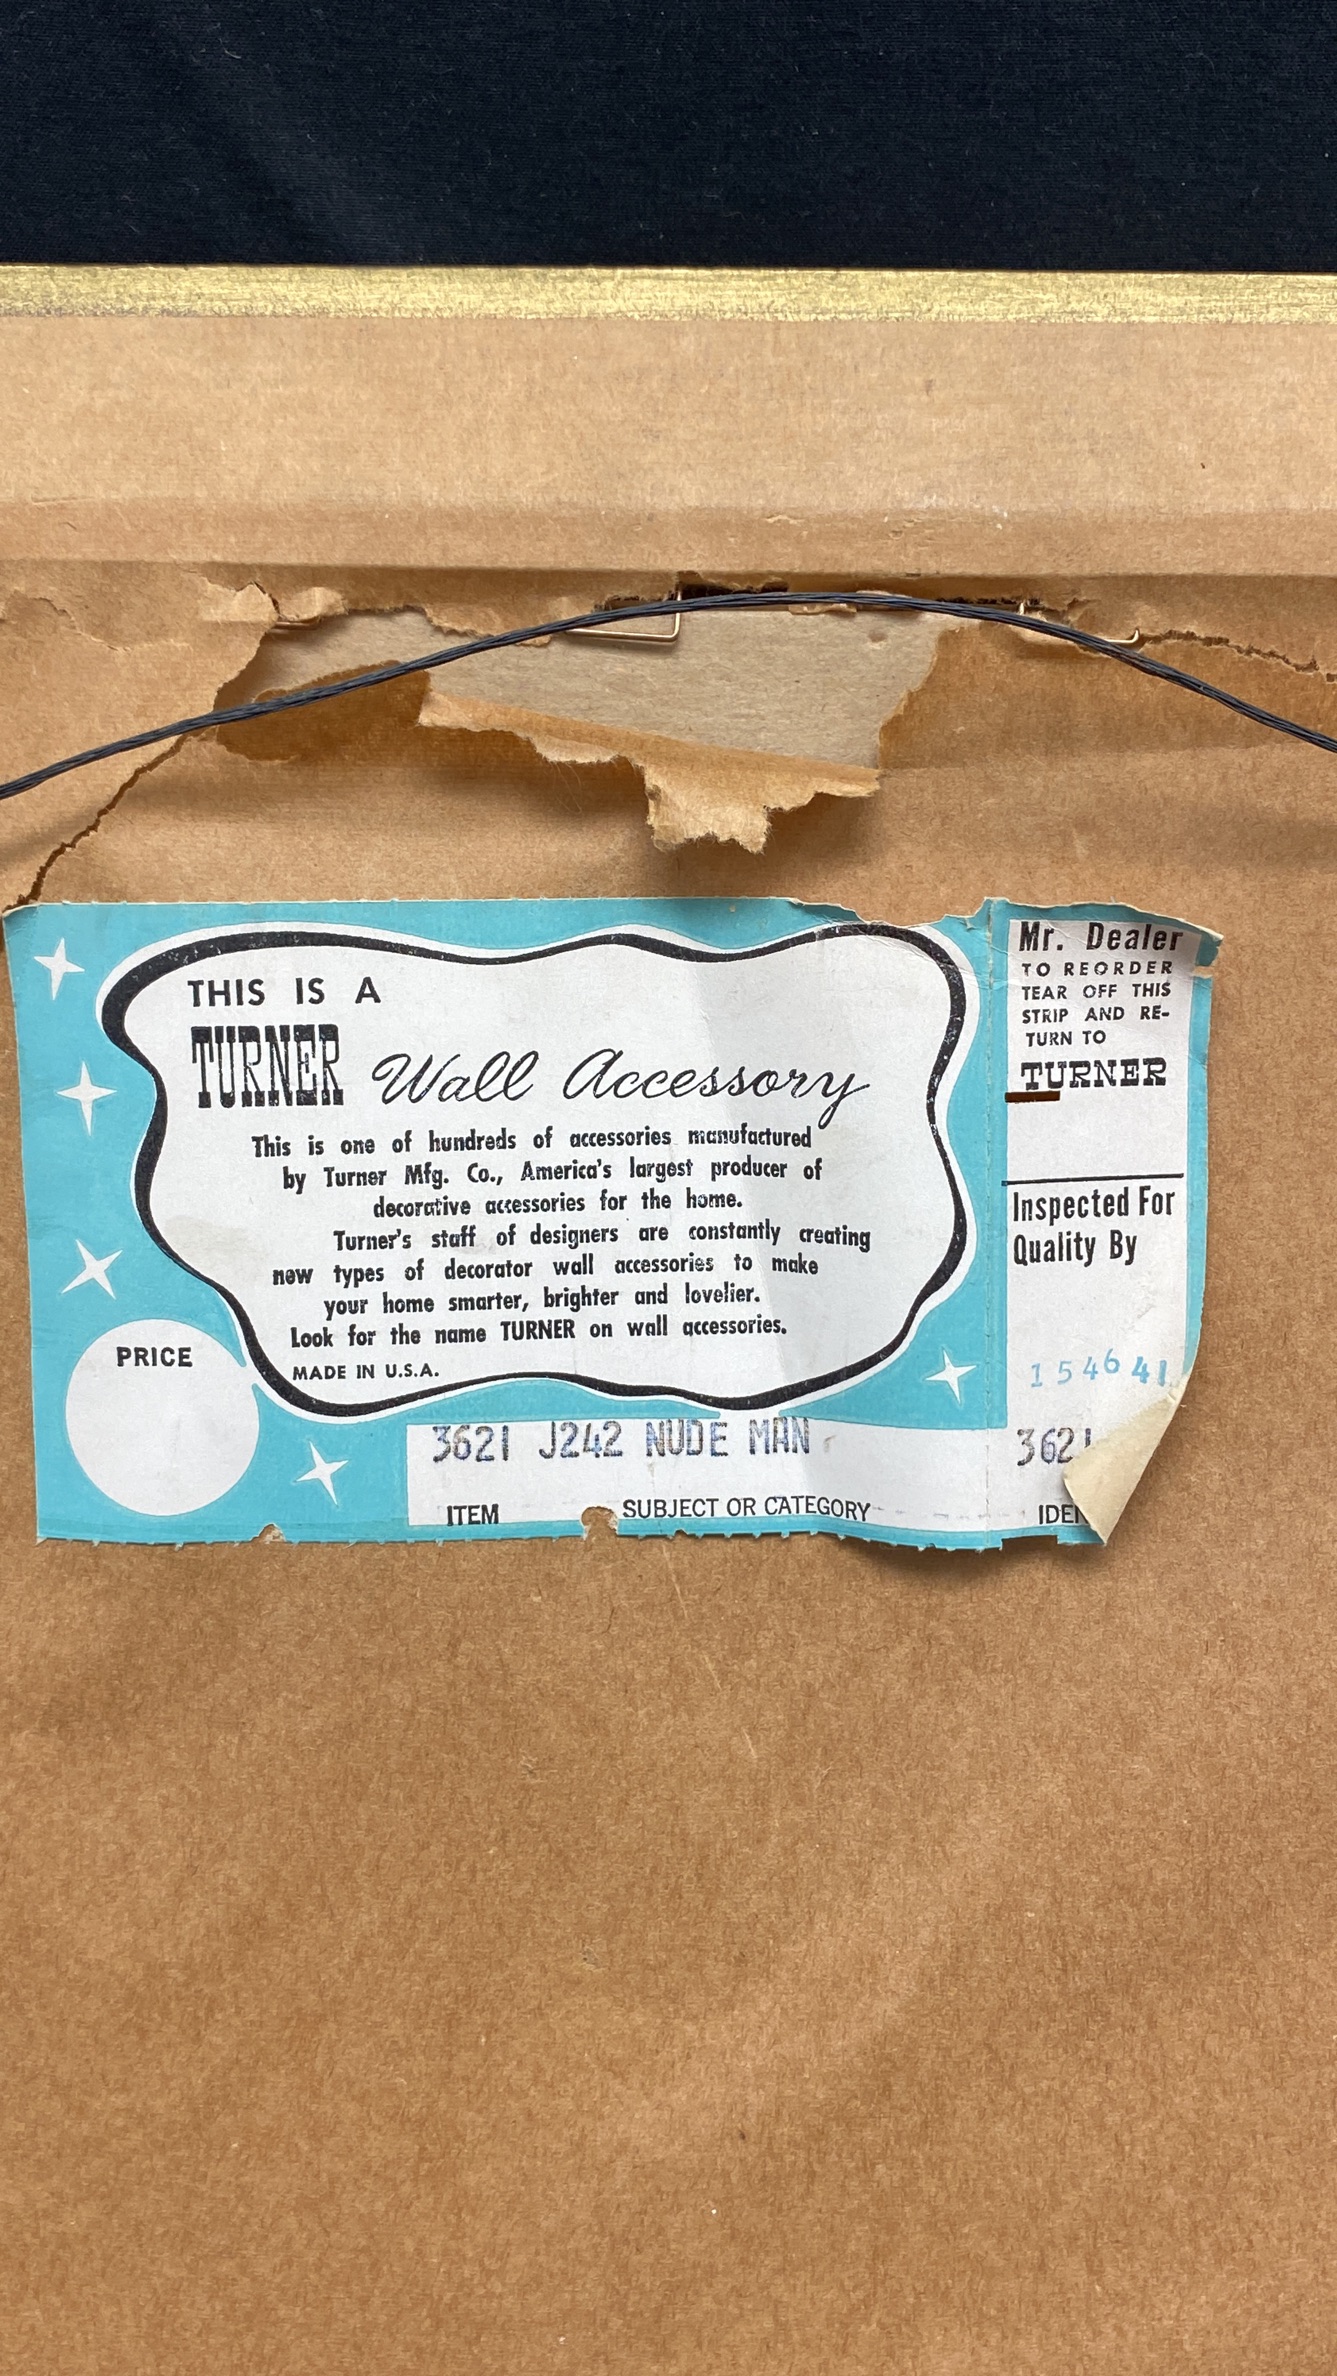 THIS IS A
TURNER Wall Accessory
This is one of hundreds of accessories manufactured
by Turner Mfg. Co., America's largest producer of
decorative accessories for the home.
Turner's staff of designers are constantly creating
new types of decorator wall accessories to make
your home smarter, brighter and lovelier.
Look for the name TURNER on wall accessories.
MADE IN U.S.A.
PRICE
3621 J242 NUDE MAN
ITEM SUBJECT OR CATEGORY
Mr. Dealer
TO REORDER
TEAR OFF THIS
STRIP AND RE-
TURN TO
TURNER
Inspected For
Quality By
154641
3621